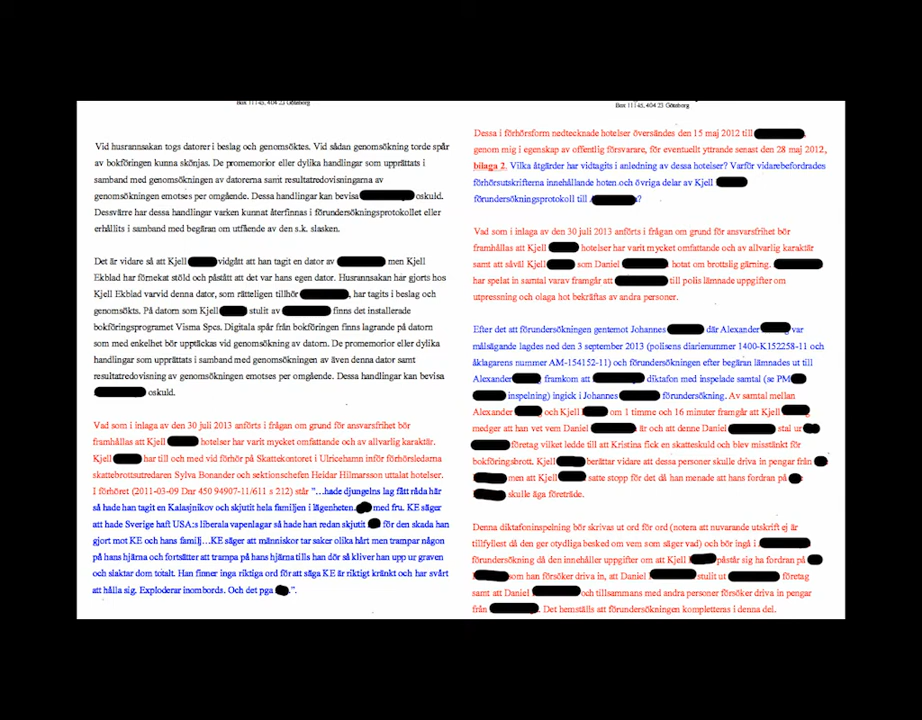 Box 11145, 404 23 Göteborg
Vid husrannsakan togs datorer i beslag och genomsöktes. Vid sådan genomsökning torde spår
av bokföringen kunna skönjas. De promemorior eller dylika handlingar som upprättats i
samband med genomsökningen av datorerna samt resultatredovisningarna av
genomsökningen emotses per omgående. Dessa handlingar kan bevisa oskuld.
Dessvärre har dessa handlingar varken kunnat återfinnas i förundersökningsprotokollet eller
erhållits i samband med begäran om utfående av den s.k. slasken.
Det är vidare så att Kjell vidgått att han tagit en dator av men Kjell
Ekblad har förnekat stöld och påstått att det var hans egen dator. Husrannsakan har gjorts hos
Kjell Ekblad varvid denna dator, som rätteligen tillhör , har tagits i beslag och
genomsökts. På datorn som Kjell stulit av finns det installerade
bokföringsprogramet Visma Spcs. Digitala spår från bokföringen finns lagrande på datorn
som med enkelhet bör upptäckas vid genomsökning av datorn. De promemorior eller dylika
handlingar som upprättats i samband med genomsökningen av även denna dator samt
resultatredovisning av genomsökningen emotses per omgående. Dessa handlingar kan bevisa
oskuld.
Vad som i inlaga av den 30 juli 2013 anförts i frågan om grund för ansvarsfrihet bör
framhållas att Kjell hotelser har varit mycket omfattande och av allvarlig karaktär.
Kjell har till och med vid förhör på Skattekontoret i Ulricehamn inför förhörsledarna
skattebrottsutredaren Sylva Bonander och sektionschefen Heidar Hilmarsson uttalat hotelser.
I förhöret (2011-03-09 Dnr 450 94907-11/611 s 212) står "…hade djungelns lag fått råda här
så hade han tagit en Kalasjnikov och skjutit hela familjen i lägenheten. med fru. KE säger
att hade Sverige haft USA:s liberala vapenlagar så hade han redan skjutit för den skada han
gjort mot KE och hans familj…KE säger att människor tar saker olika hårt men trampar någon
på hans hjärna och fortsätter att trampa på hans hjärna tills han dör så kliver han upp ur graven
och slaktar dom totalt. Han finner inga riktiga ord för att säga KE är riktigt kränkt och har svårt
att hålla sig. Exploderar inombords. Och det pga .".
Box 11145, 404 23 Göteborg
Dessa i förhörsform nedtecknade hotelser översändes den 15 maj 2012 till ,
genom mig i egenskap av offentlig försvarare, för eventuellt yttrande senast den 28 maj 2012,
bilaga 2. Vilka åtgärder har vidtagits i anledning av dessa hotelser? Varför vidarebefordrades
förhörsutskrifterna innehållande hoten och övriga delar av Kjell
förundersökningsprotokoll till ?
Vad som i inlaga av den 30 juli 2013 anförts i frågan om grund för ansvarsfrihet bör
framhållas att Kjell hotelser har varit mycket omfattande och av allvarlig karaktär
samt att såväl Kjell som Daniel hotat om brottslig gärning.
har spelat in samtal varav framgår att till polis lämnade uppgifter om
utpressning och olaga hot bekräftas av andra personer.
Efter det att förundersökningen gentemot Johannes där Alexander var
målsägande lagdes ned den 3 september 2013 (polisens diarienummer 1400-K152258-11 och
åklagarens nummer AM-154152-11) och förundersökningen efter begäran lämnades ut till
Alexander framkom att diktafon med inspelade samtal (se PM
inspelning) ingick i Johannes förundersökning. Av samtal mellan
Alexander och Kjell om 1 timme och 16 minuter framgår att Kjell
medger att han vet vem Daniel är och att denne Daniel stal ur
företag vilket ledde till att Kristina fick en skatteskuld och blev misstänkt för
bokföringsbrott. Kjell berättar vidare att dessa personer skulle driva in pengar från
men att Kjell satte stopp för det då han menade att hans fordran på
skulle äga företräde.
Denna diktafoninspelning bör skrivas ut ord för ord (notera att nuvarande utskrift ej är
tillfyllest då den ger otydliga besked om vem som säger vad) och bör ingå i
förundersökning då den innehåller uppgifter om att Kjell påstår sig ha fordran på
som han försöker driva in, att Daniel stulit ut företag
samt att Daniel och tillsammans med andra personer försöker driva in pengar
från . Det hemställs att förundersökningen kompletteras i denna del.